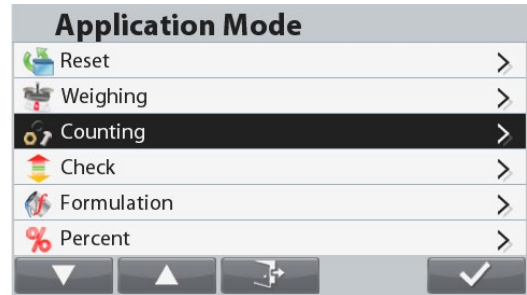 Application Mode
Reset
Weighing
Counting
Check
Formulation
Percent